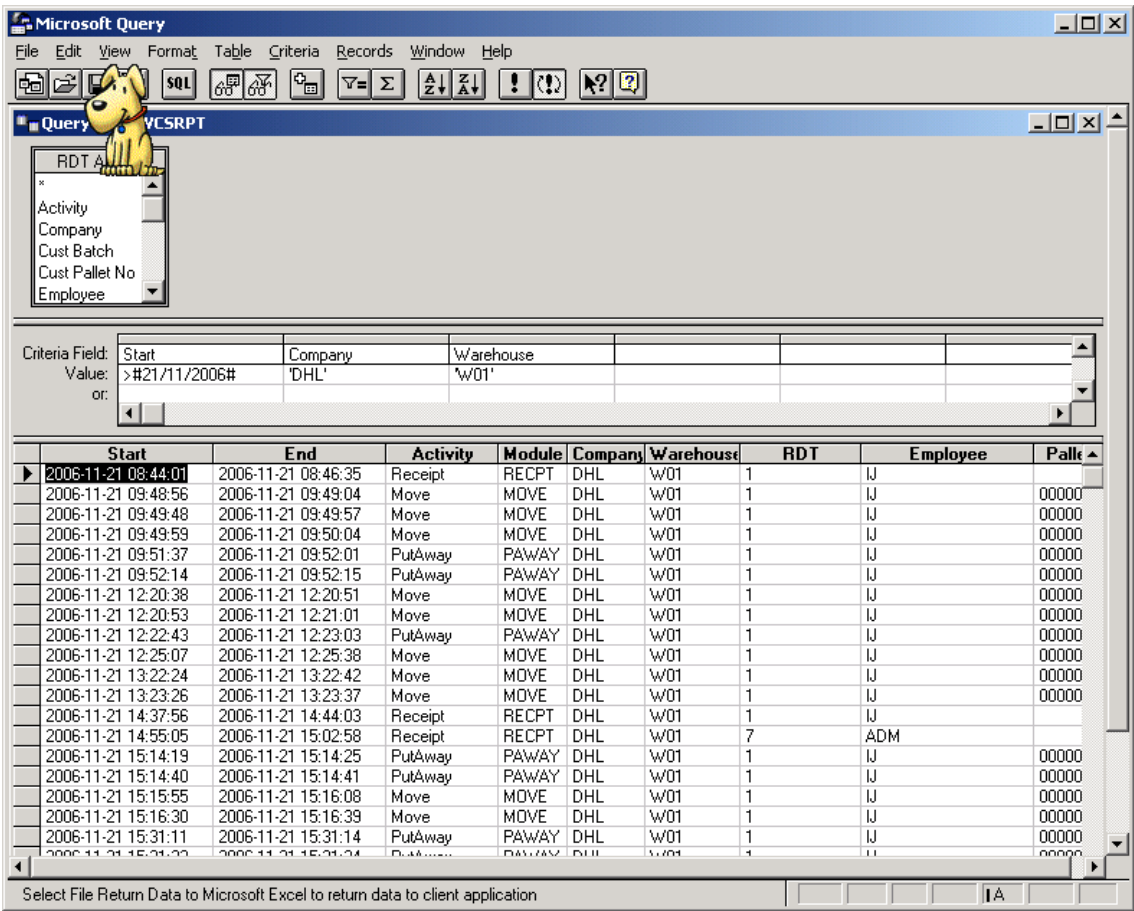 Microsoft Query
File Edit View Format Table Criteria Records Window Help
SQL
Query VCSRPT
RDT A
*
Activity
Company
Cust Batch
Cust Pallet No
Employee
Criteria Field: Start Company Warehouse
Value: >#21/11/2006# 'DHL' 'W01'
or:
Start End Activity Module Company Warehouse RDT Employee Palle
2006-11-21 08:44:01 2006-11-21 08:46:35 Receipt RECPT DHL W01 1 IJ
2006-11-21 09:48:56 2006-11-21 09:49:04 Move MOVE DHL W01 1 IJ 00000
2006-11-21 09:49:48 2006-11-21 09:49:57 Move MOVE DHL W01 1 IJ 00000
2006-11-21 09:49:59 2006-11-21 09:50:04 Move MOVE DHL W01 1 IJ 00000
2006-11-21 09:51:37 2006-11-21 09:52:01 PutAway PAWAY DHL W01 1 IJ 00000
2006-11-21 09:52:14 2006-11-21 09:52:15 PutAway PAWAY DHL W01 1 IJ 00000
2006-11-21 12:20:38 2006-11-21 12:20:51 Move MOVE DHL W01 1 IJ 00000
2006-11-21 12:20:53 2006-11-21 12:21:01 Move MOVE DHL W01 1 IJ 00000
2006-11-21 12:22:43 2006-11-21 12:23:03 PutAway PAWAY DHL W01 1 IJ 00000
2006-11-21 12:25:07 2006-11-21 12:25:38 Move MOVE DHL W01 1 IJ 00000
2006-11-21 13:22:24 2006-11-21 13:22:42 Move MOVE DHL W01 1 IJ 00000
2006-11-21 13:23:26 2006-11-21 13:23:37 Move MOVE DHL W01 1 IJ 00000
2006-11-21 14:37:56 2006-11-21 14:44:03 Receipt RECPT DHL W01 1 IJ
2006-11-21 14:55:05 2006-11-21 15:02:58 Receipt RECPT DHL W01 7 ADM
2006-11-21 15:14:19 2006-11-21 15:14:25 PutAway PAWAY DHL W01 1 IJ 00000
2006-11-21 15:14:40 2006-11-21 15:14:41 PutAway PAWAY DHL W01 1 IJ 00000
2006-11-21 15:15:55 2006-11-21 15:16:08 Move MOVE DHL W01 1 IJ 00000
2006-11-21 15:16:30 2006-11-21 15:16:39 Move MOVE DHL W01 1 IJ 00000
2006-11-21 15:31:11 2006-11-21 15:31:14 PutAway PAWAY DHL W01 1 IJ 00000
Select File Return Data to Microsoft Excel to return data to client application